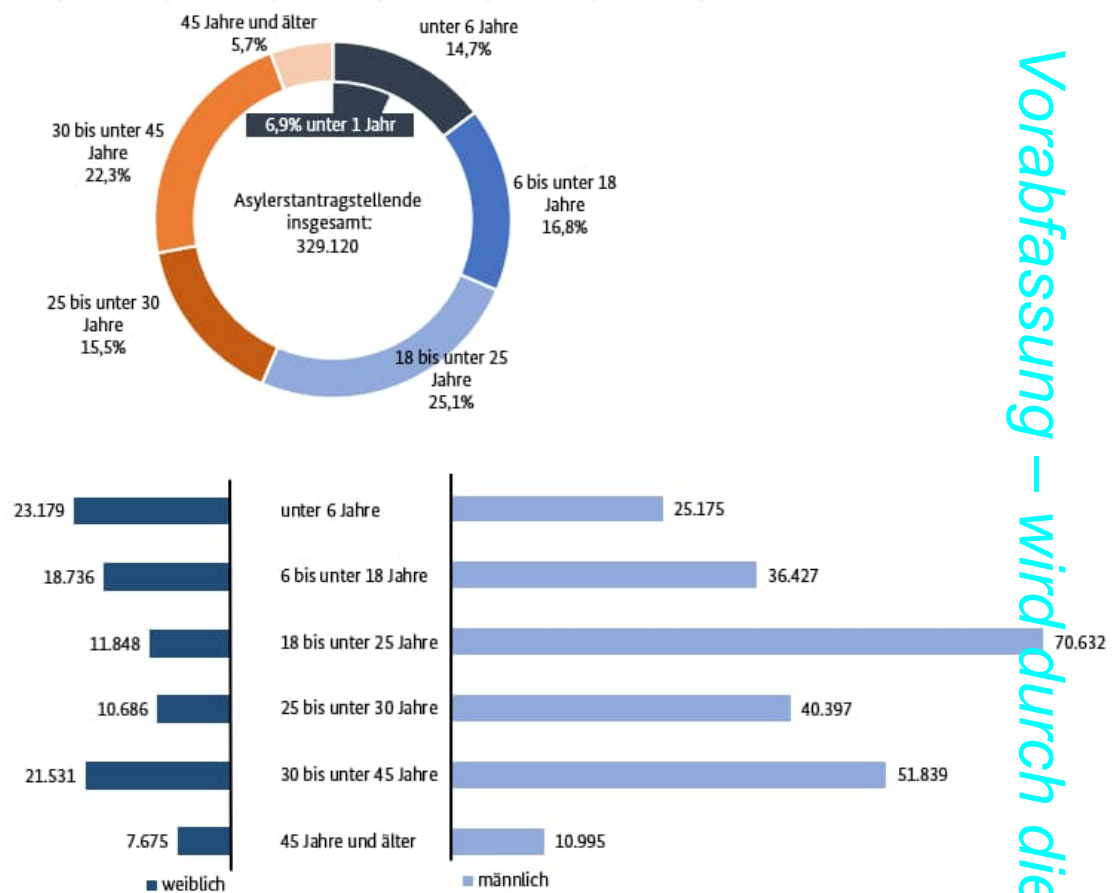 45 Jahre und älter
5,7%
unter 6 Jahre
14,7%
6,9% unter 1 Jahr
30 bis unter 45
Jahre
22,3%
6 bis unter 18
Jahre
16,8%
Asylerstantragstellende
insgesamt:
329.120
25 bis unter 30
Jahre
15,5%
18 bis unter 25
Jahre
25,1%
23.179 unter 6 Jahre 25.175
18.736 6 bis unter 18 Jahre 36.427
11.848 18 bis unter 25 Jahre 70.632
10.686 25 bis unter 30 Jahre 40.397
21.531 30 bis unter 45 Jahre 51.839
7.675 45 Jahre und älter 10.995
weiblich männlich
Vorabfassung – wird durch die